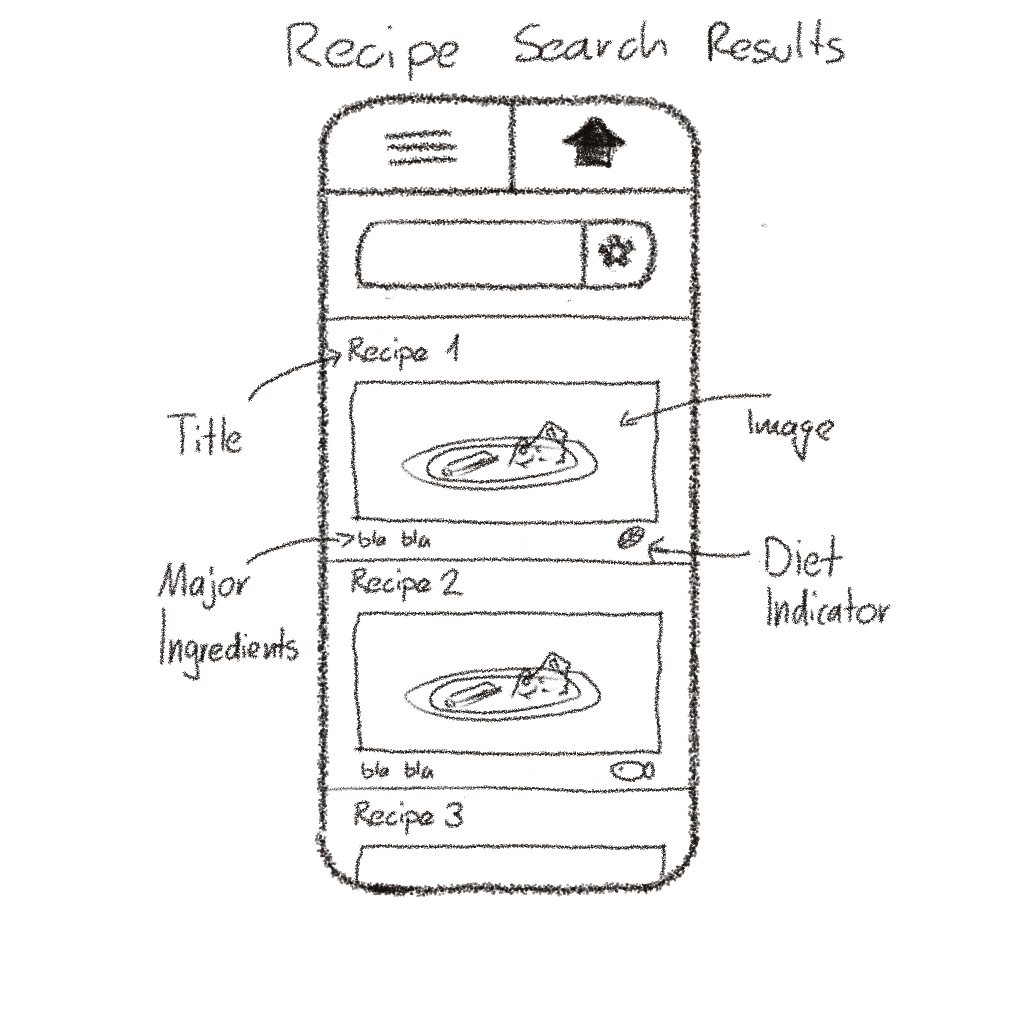 Recipe Search Results
Recipe 1
Title
Image
bla bla
Major
Ingredients
Diet
Indicator
Recipe 2
bla bla
Recipe 3